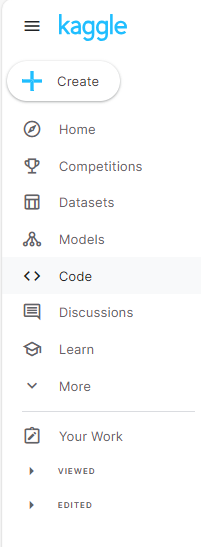 kaggle
Create
Home
Competitions
Datasets
Models
Code
Discussions
Learn
More
Your Work
VIEWED
EDITED